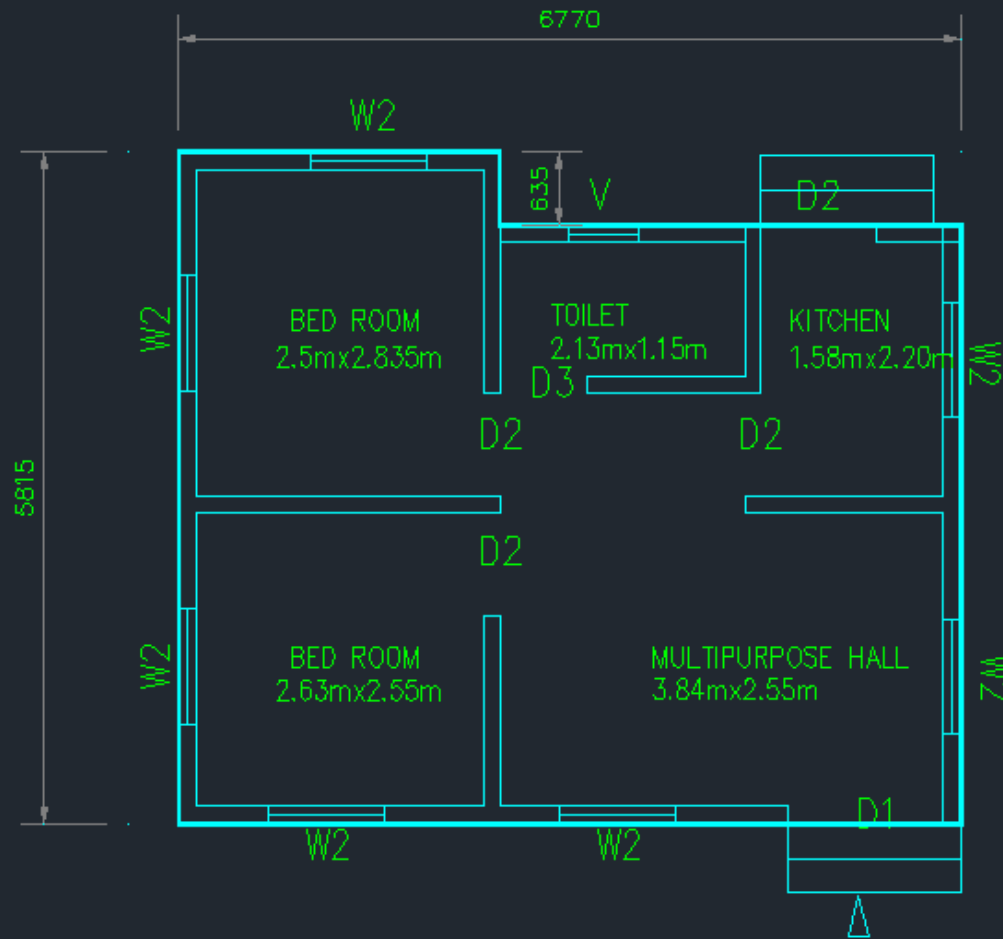 6770
W2
635
V
D2
W2
BED ROOM
2.5mx2.835m
TOILET
2.13mx1.15m
KITCHEN
1.58mx2.20m
W2
D3
D2
D2
5815
D2
W2
BED ROOM
2.63mx2.55m
MULTIPURPOSE HALL
3.84mx2.55m
W2
D1
W2
W2